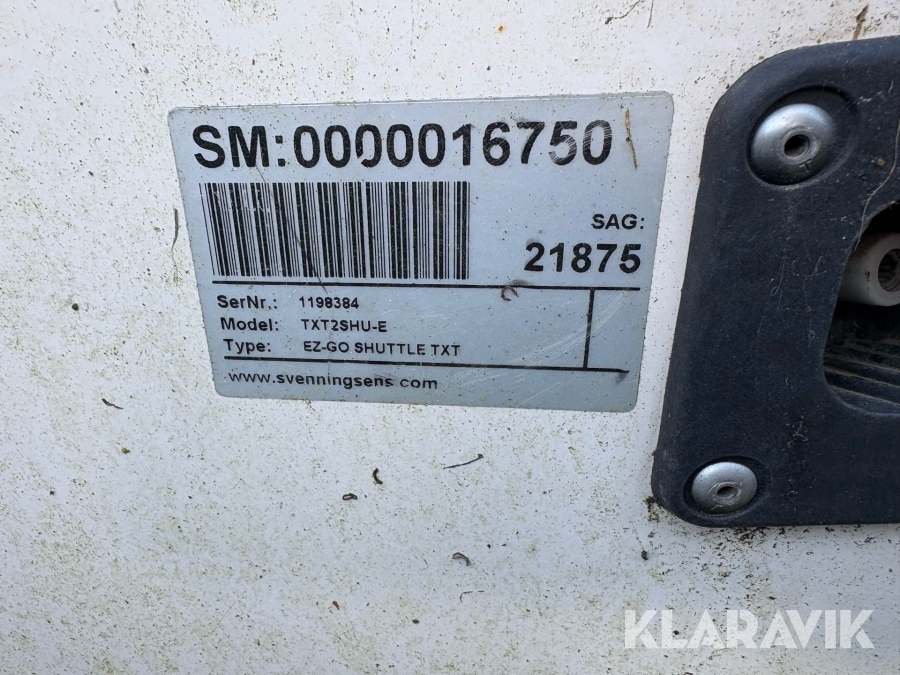 SM:0000016750
SAG:
21875
SerNr.: 1198384
Model: TXT2SHU-E
Type: EZ-GO SHUTTLE TXT
www.svenningsens.com
KLARAVIK